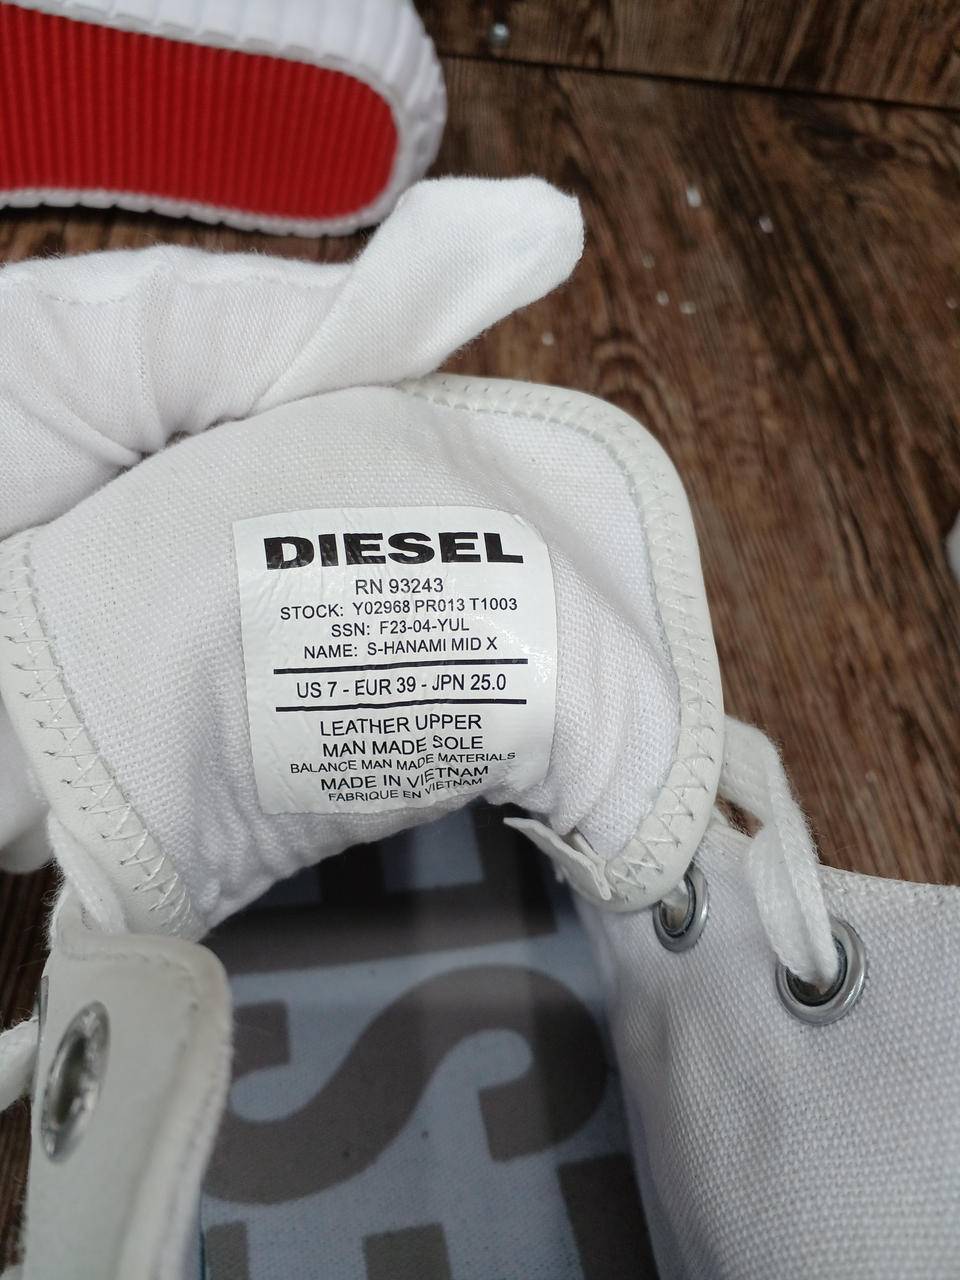 DIESEL
RN 93243
STOCK: Y02968 PR013 T1003
SSN: F23-04-YUL
NAME: S-HANAMI MID X
US 7 - EUR 39 - JPN 25.0
LEATHER UPPER
MAN MADE SOLE
BALANCE MAN MADE MATERIALS
MADE IN VIETNAM
FABRIQUE EN VIETNAM